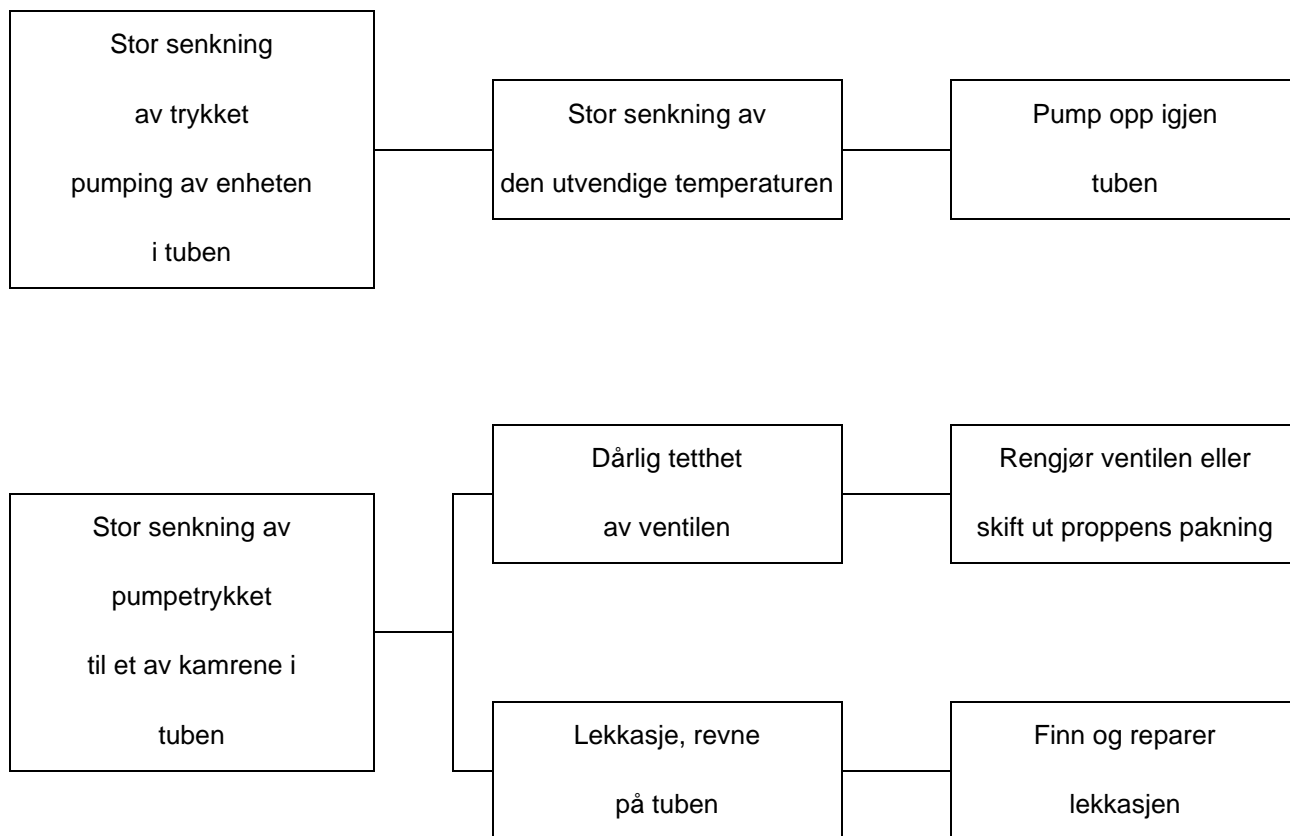 Stor senkning
av trykket
pumping av enheten
i tuben
Stor senkning av
den utvendige temperaturen
Pump opp igjen
tuben
Stor senkning av
pumpetrykket
til et av kamrene i
tuben
Dårlig tetthet
av ventilen
Rengjør ventilen eller
skift ut proppens pakning
Lekkasje, revne
på tuben
Finn og reparer
lekkasjen